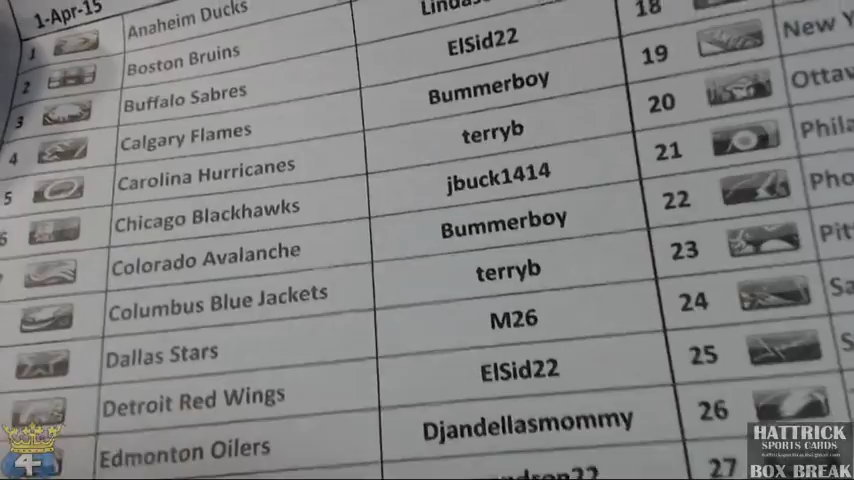 1-Apr-15
1 Anaheim Ducks
2 Boston Bruins ElSid22 18
3 Buffalo Sabres Bummerboy 19 New
4 Calgary Flames terryb 20
5 Carolina Hurricanes jbuck1414 21
6 Chicago Blackhawks Bummerboy 22
Colorado Avalanche terryb 23
Columbus Blue Jackets M26 24
Dallas Stars ElSid22 25
Detroit Red Wings Djandellasmommy 26
Edmonton Oilers 27
4
HATTRICK
SPORTS CARDS
BOX BREAK